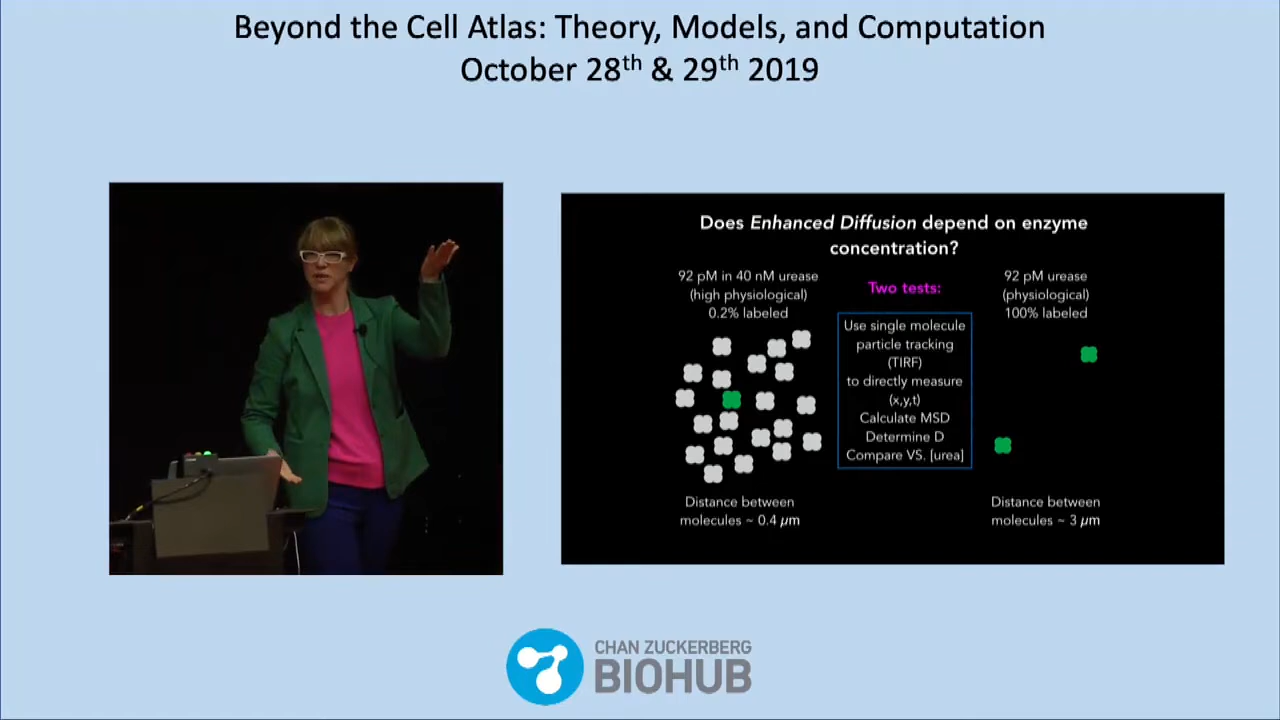 Beyond the Cell Atlas: Theory, Models, and Computation
October 28th & 29th 2019
Does Enhanced Diffusion depend on enzyme
concentration?
92 pM in 40 nM urease
(high physiological)
0.2% labeled
Two tests:
92 pM urease
(physiological)
100% labeled
Use single molecule
particle tracking
(TIRF)
to directly measure
(x,y,t)
Calculate MSD
Determine D
Compare VS. [urea]
Distance between
molecules ~ 0.4 μm
Distance between
molecules ~ 3 μm
CHAN ZUCKERBERG
BIOHUB